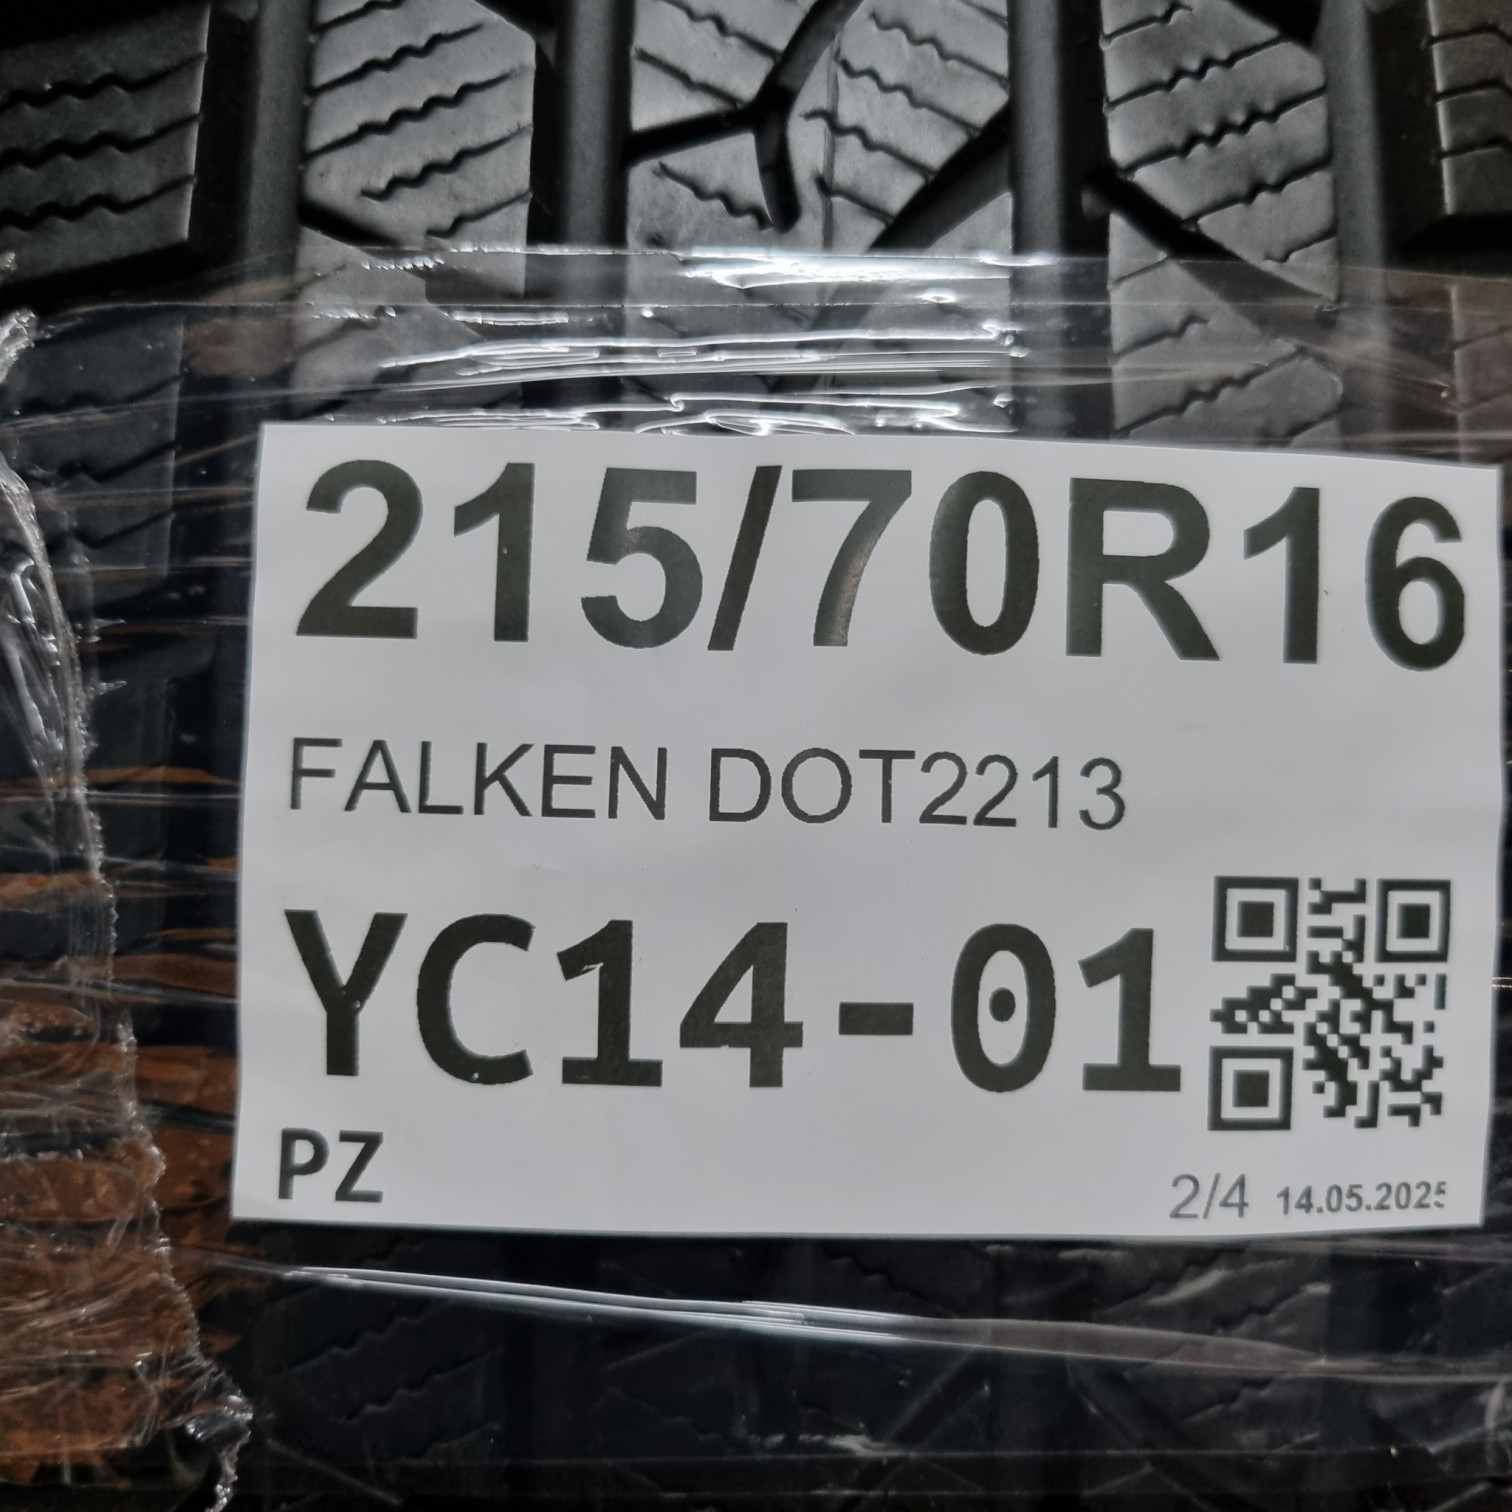 215/70R16
FALKEN DOT2213
YC14-01
PZ
2/4 14.05.2025